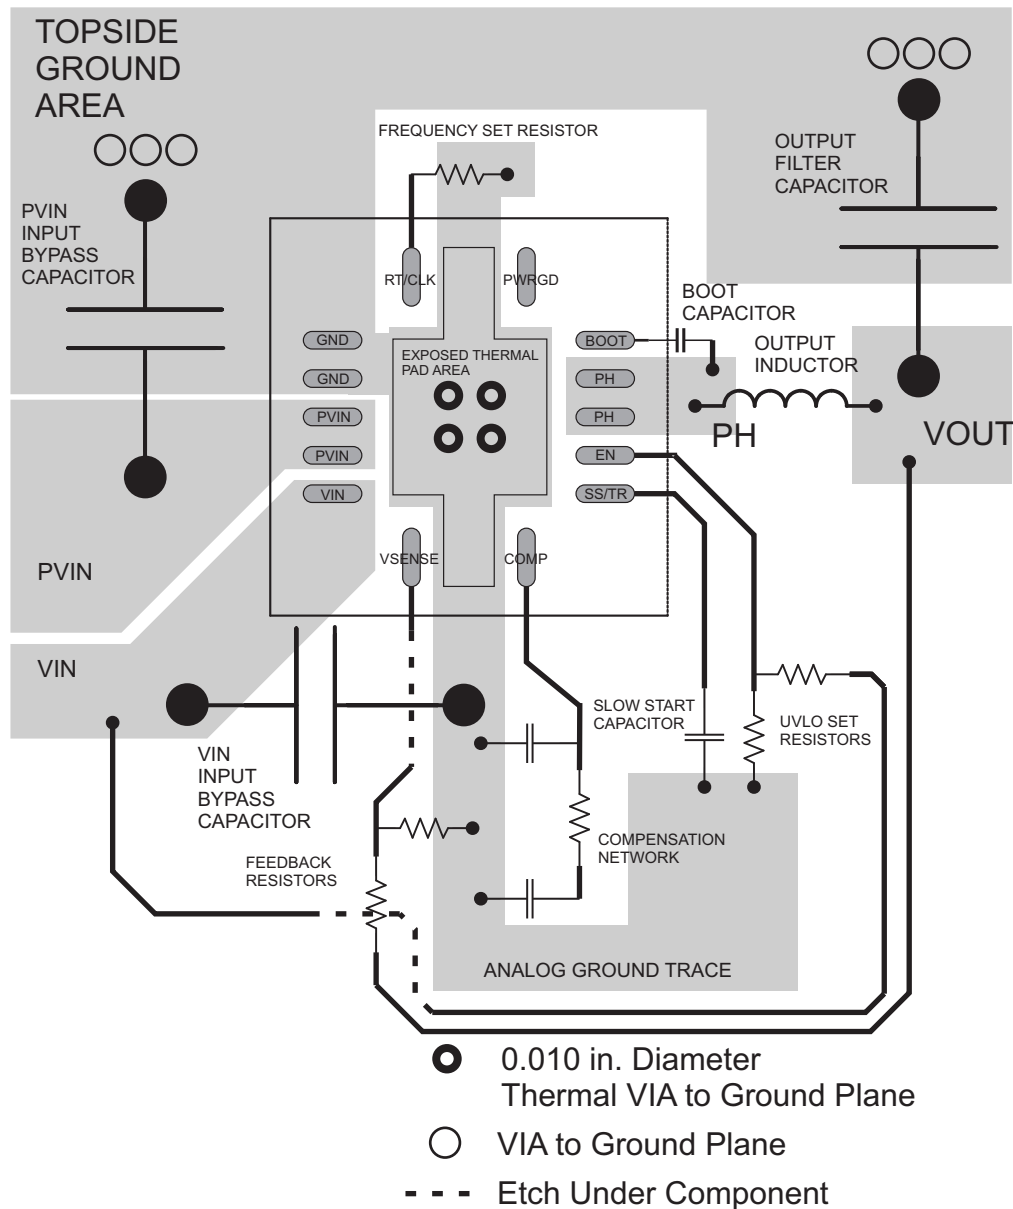 TOPSIDE
GROUND
AREA
FREQUENCY SET RESISTOR
OUTPUT
FILTER
CAPACITOR
PVIN
INPUT
BYPASS
CAPACITOR
RT/CLK
PWRGD
BOOT
CAPACITOR
GND
EXPOSED THERMAL
PAD AREA
BOOT
OUTPUT
INDUCTOR
GND
PH
PVIN
PH
PH
VOUT
PVIN
EN
VIN
SS/TR
VSENSE
COMP
PVIN
VIN
SLOW START
CAPACITOR
UVLO SET
RESISTORS
VIN
INPUT
BYPASS
CAPACITOR
COMPENSATION
NETWORK
FEEDBACK
RESISTORS
ANALOG GROUND TRACE
0.010 in. Diameter
Thermal VIA to Ground Plane
VIA to Ground Plane
Etch Under Component